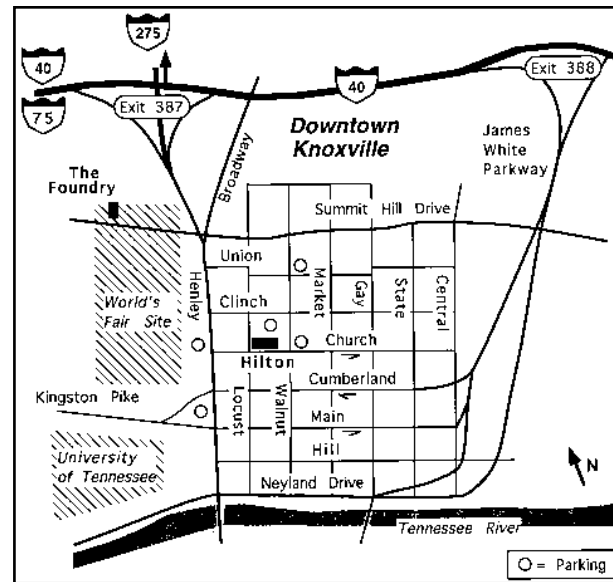 275
40
75
Exit 387
40
Exit 388
Downtown
Knoxville
James
White
Parkway
Broadway
The
Foundry
Summit Hill Drive
Union
Henley
Market
Gay
State
Central
World's
Fair Site
Clinch
Church
Hilton
Cumberland
Kingston Pike
Locust
Walnut
Main
Hill
University
of Tennessee
Neyland Drive
N
Tennessee River
O = Parking